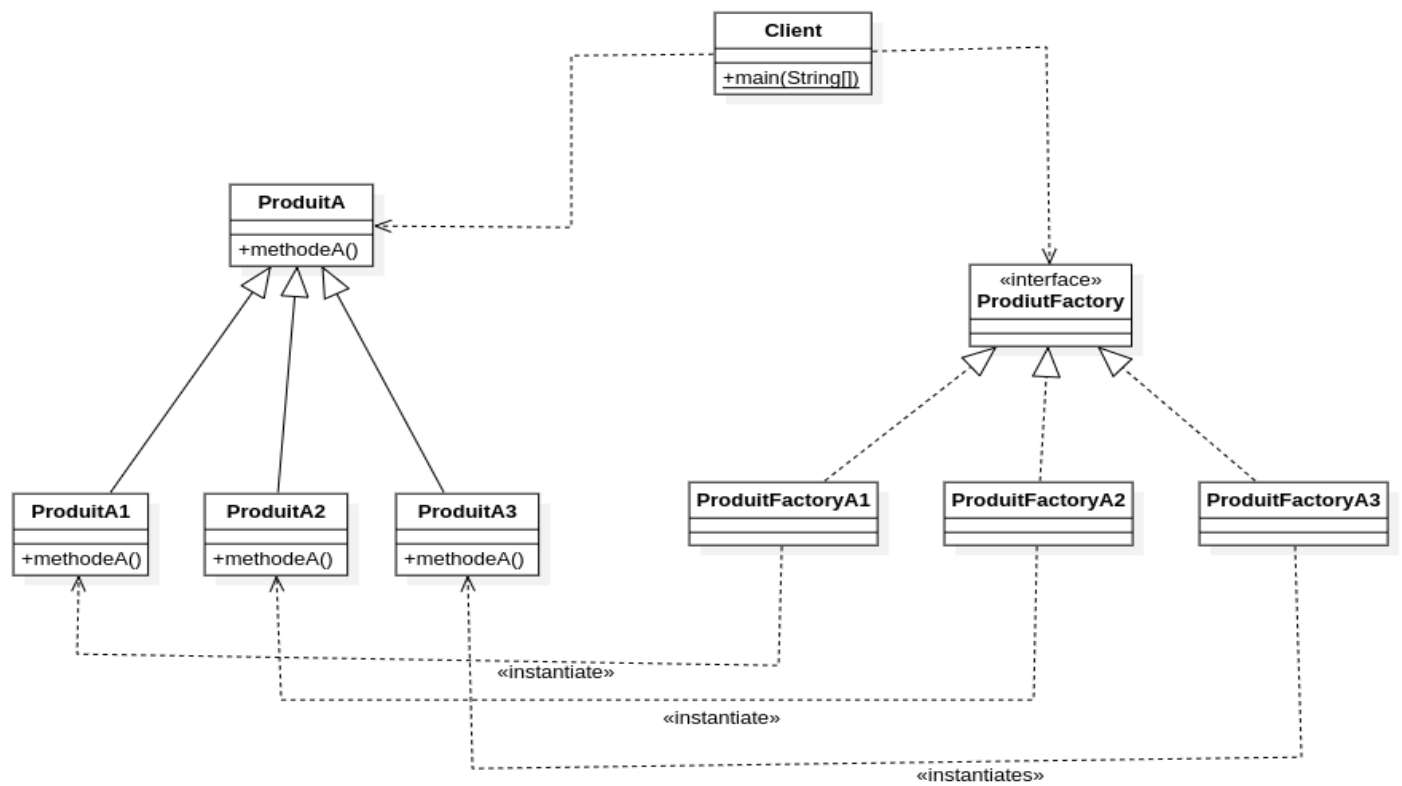 Client
+main(String[])
ProduitA
+methodeA()
«interface»
ProdiutFactory
ProduitA1
+methodeA()
ProduitA2
+methodeA()
ProduitA3
+methodeA()
ProduitFactoryA1
ProduitFactoryA2
ProduitFactoryA3
«instantiate»
«instantiate»
«instantiates»